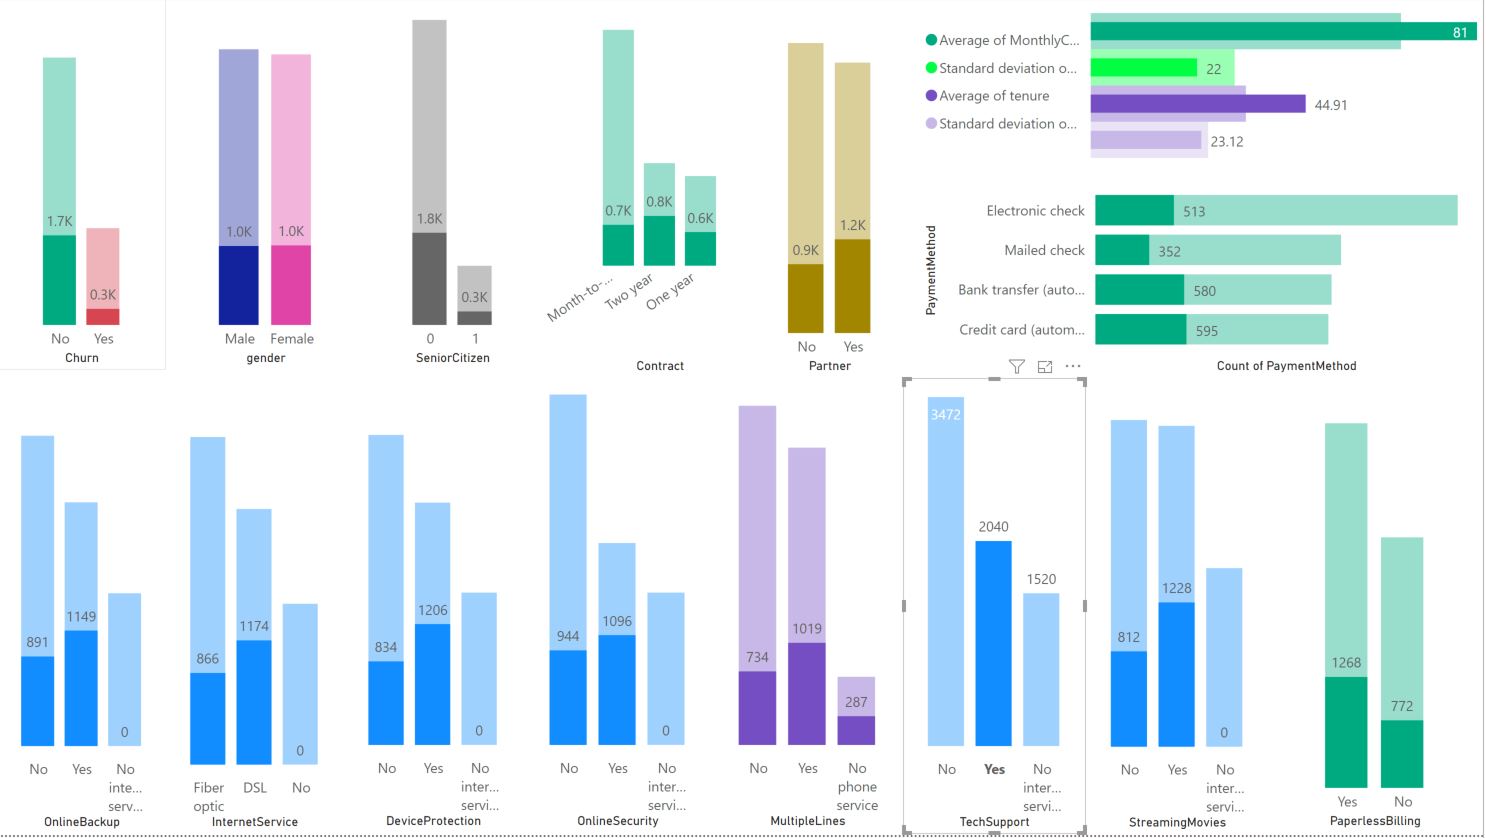 1.7K
0.3K
No Yes
Churn
1.0K
1.0K
Male Female
gender
1.8K
0.3K
0 1
SeniorCitizen
0.7K
0.8K
0.6K
Month-to-...
Two year
One year
Contract
0.9K
1.2K
No Yes
Partner
Average of MonthlyC...
Standard deviation o...
Average of tenure
Standard deviation o...
81
22
44.91
23.12
PaymentMethod
Electronic check 513
Mailed check 352
Bank transfer (auto... 580
Credit card (autom... 595
Count of PaymentMethod
891
1149
0
No Yes No
inte...
serv...
OnlineBackup
866
1174
0
Fiber DSL No
optic
InternetService
834
1206
0
No Yes No
inter...
servi...
DeviceProtection
944
1096
0
No Yes No
inter...
servi...
OnlineSecurity
734
1019
287
No Yes No
phone
service
MultipleLines
3472
2040
1520
No Yes No
inter...
servi...
TechSupport
812
1228
0
No Yes No
inter...
servi...
StreamingMovies
1268
772
Yes No
PaperlessBilling